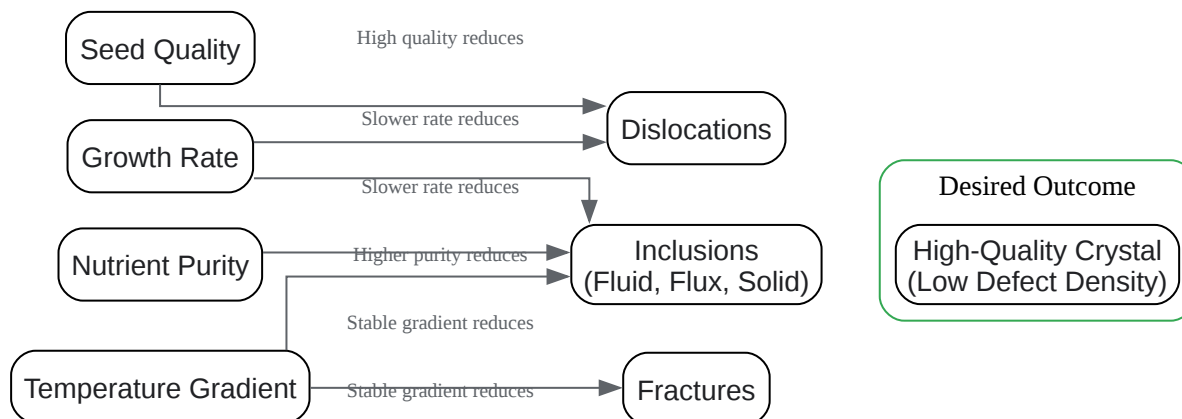 Seed Quality
High quality reduces
Slower rate reduces
Dislocations
Growth Rate
Slower rate reduces
Desired Outcome
Nutrient Purity
Higher purity reduces
Inclusions
(Fluid, Flux, Solid)
High-Quality Crystal
(Low Defect Density)
Stable gradient reduces
Temperature Gradient
Stable gradient reduces
Fractures